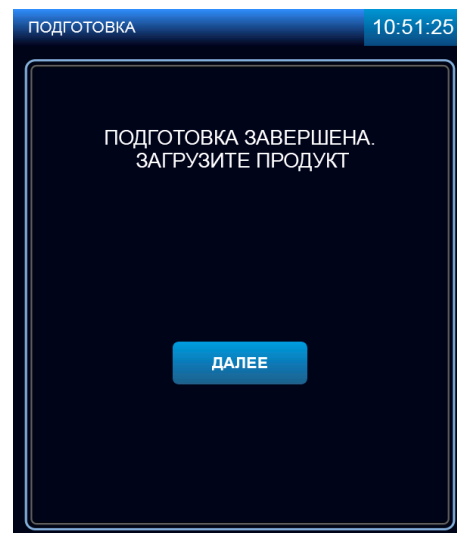 ПОДГОТОВКА 10:51:25
ПОДГОТОВКА ЗАВЕРШЕНА.
ЗАГРУЗИТЕ ПРОДУКТ
ДАЛЕЕ